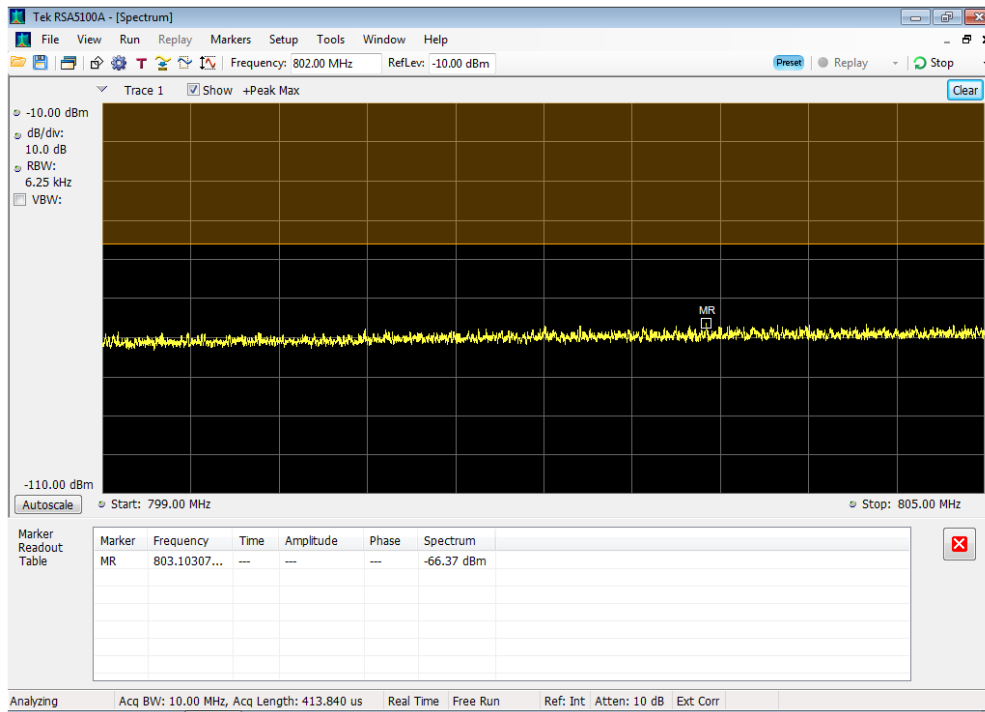 Tek RSA5100A - [Spectrum]
File View Run Replay Markers Setup Tools Window Help
T Frequency: 802.00 MHz RefLev: -10.00 dBm Preset Replay Stop
Trace 1 Show +Peak Max Clear
-10.00 dBm
dB/div:
10.0 dB
RBW:
6.25 kHz
VBW:
MR
-110.00 dBm
Autoscale Start: 799.00 MHz Stop: 805.00 MHz
Marker Readout Table
Marker Frequency Time Amplitude Phase Spectrum
MR 803.10307... --- --- --- -66.37 dBm
Analyzing Acq BW: 10.00 MHz, Acq Length: 413.840 us Real Time Free Run Ref: Int Atten: 10 dB Ext Corr